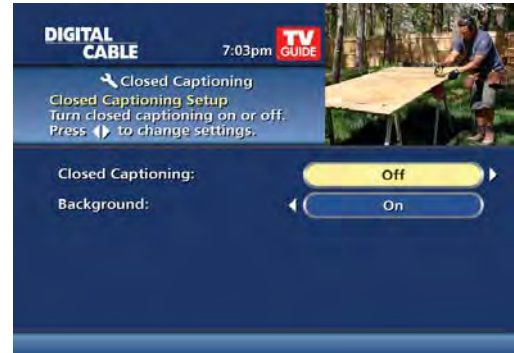 DIGITAL
CABLE
7:03pm
TV
GUIDE
Closed Captioning
Closed Captioning Setup
Turn closed captioning on or off.
Press ◀▶ to change settings.
Closed Captioning:
Off
Background:
On